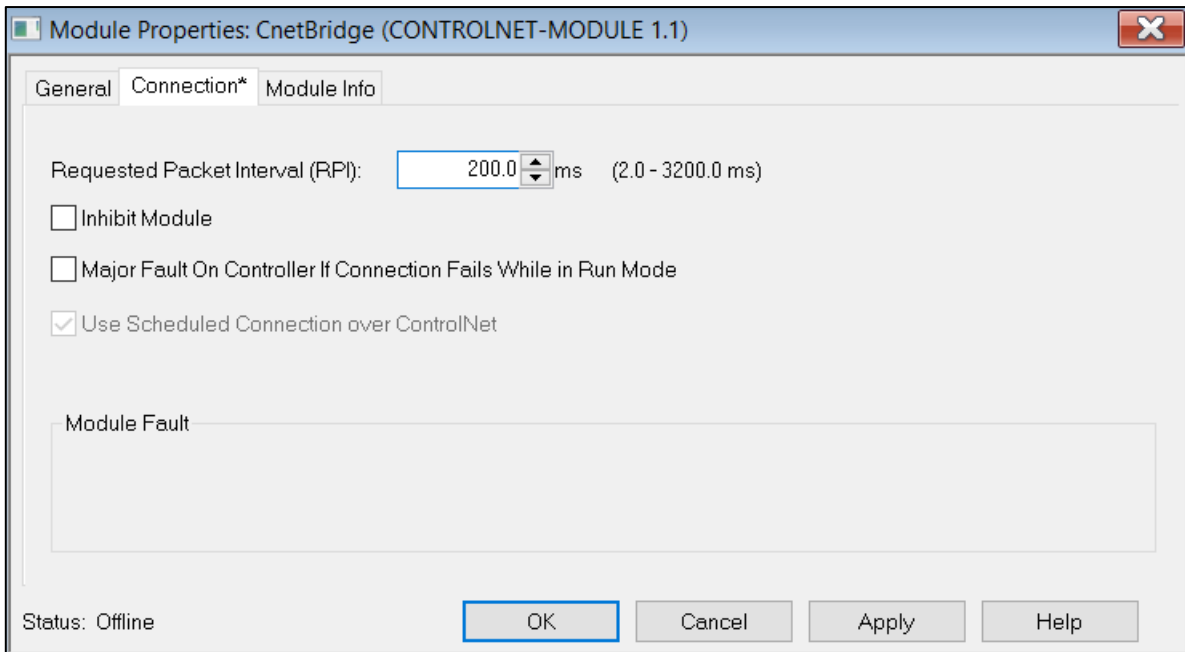 Module Properties: CnetBridge (CONTROLNET-MODULE 1.1)
General Connection* Module Info
Requested Packet Interval (RPI): 200.0 ms (2.0 - 3200.0 ms)
Inhibit Module
Major Fault On Controller If Connection Fails While in Run Mode
Use Scheduled Connection over ControlNet
Module Fault
Status: Offline OK Cancel Apply Help